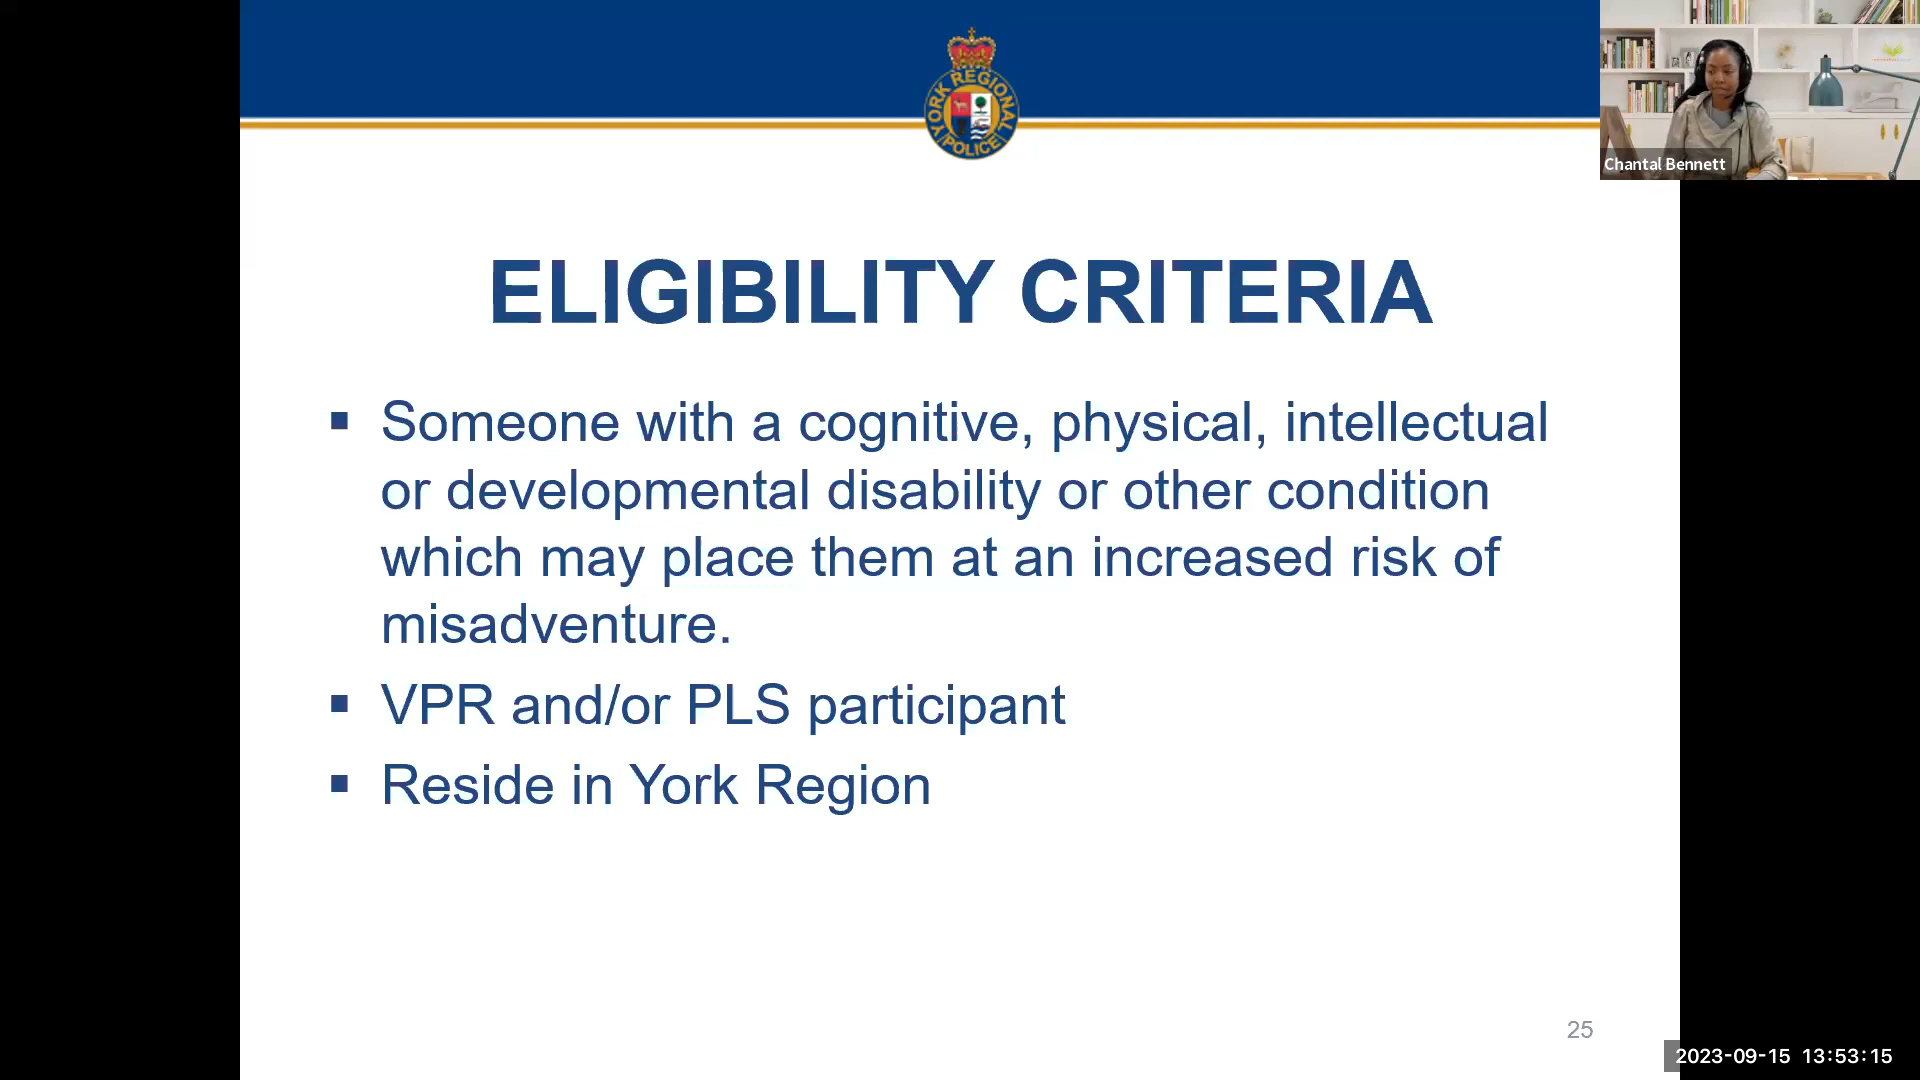 YORK REGIONAL
POLICE
Chantal Bennett
ELIGIBILITY CRITERIA
▪ Someone with a cognitive, physical, intellectual
or developmental disability or other condition
which may place them at an increased risk of
misadventure.
▪ VPR and/or PLS participant
▪ Reside in York Region
25
2023-09-15 13:53:15